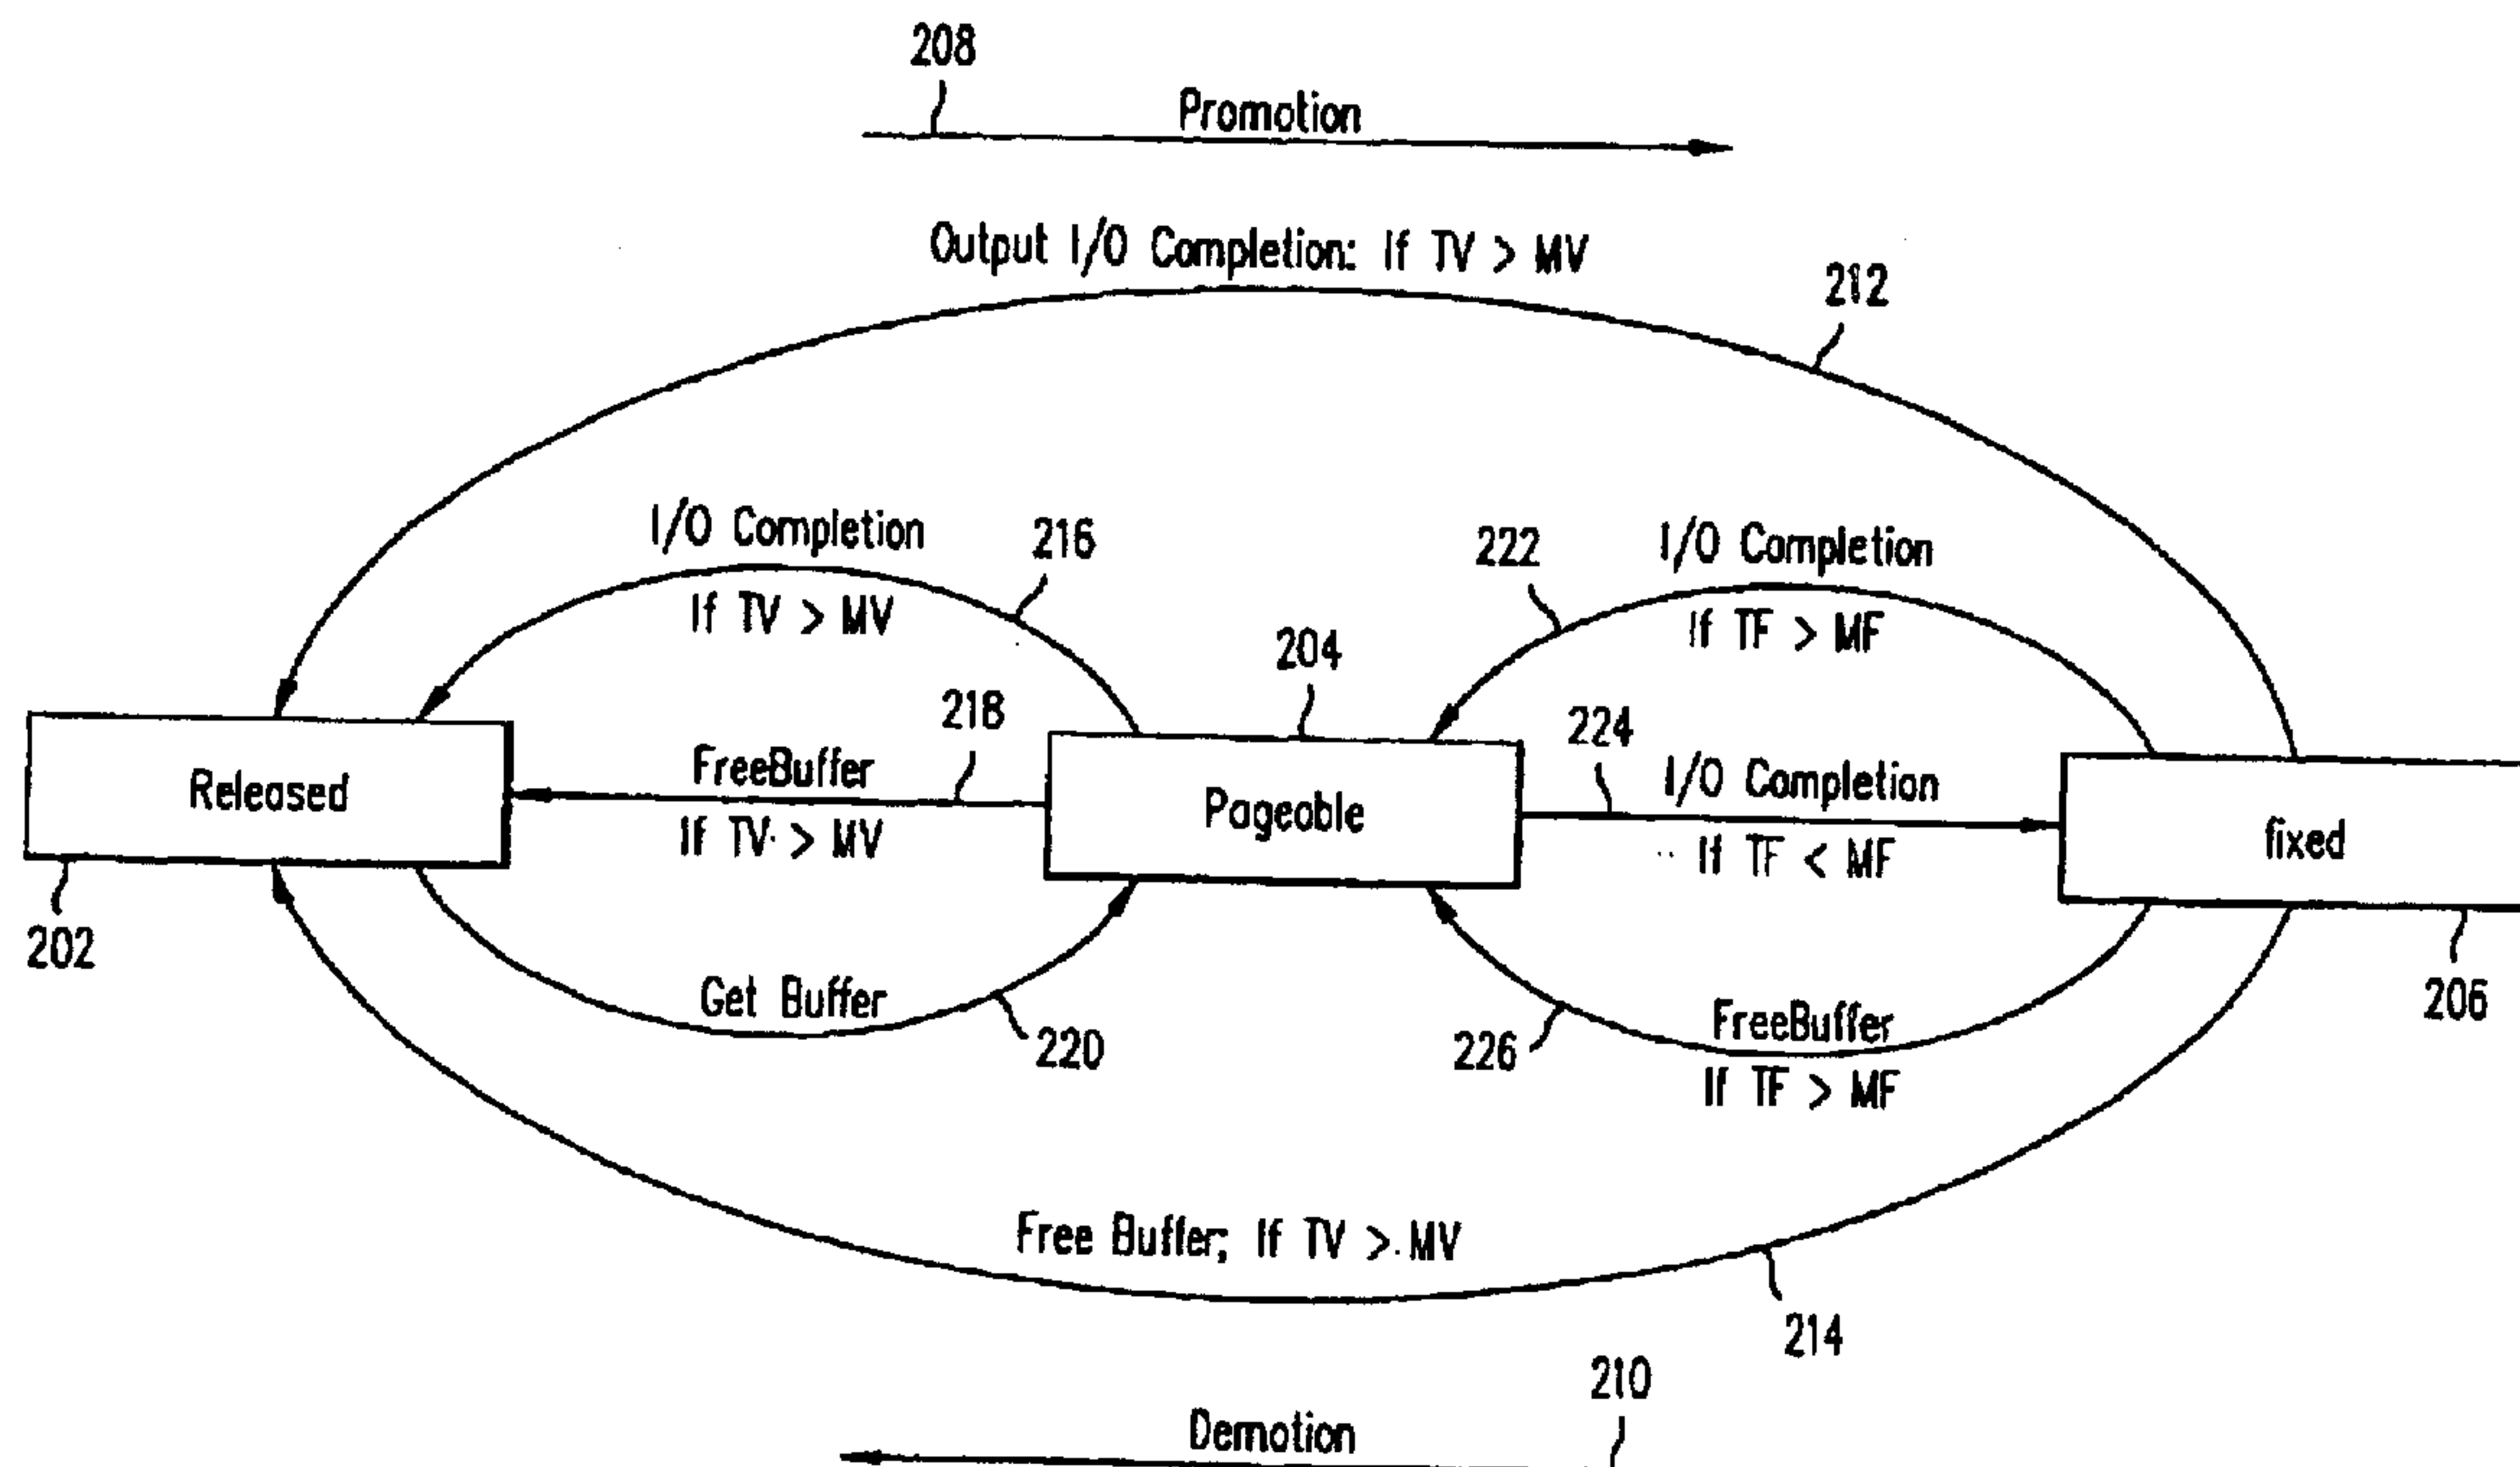 208
Promotion
Output I/O Completion: If TV > MV
212
I/O Completion
If TV > MV
216
222
I/O Completion
If TF > MF
204
218
224
Released
FreeBuffer
If TV > MV
Pageable
I/O Completion
If TF < MF
fixed
202
Get Buffer
220
226
FreeBuffer
If TF > MF
206
Free Buffer; If TV > MV
214
210
Demotion